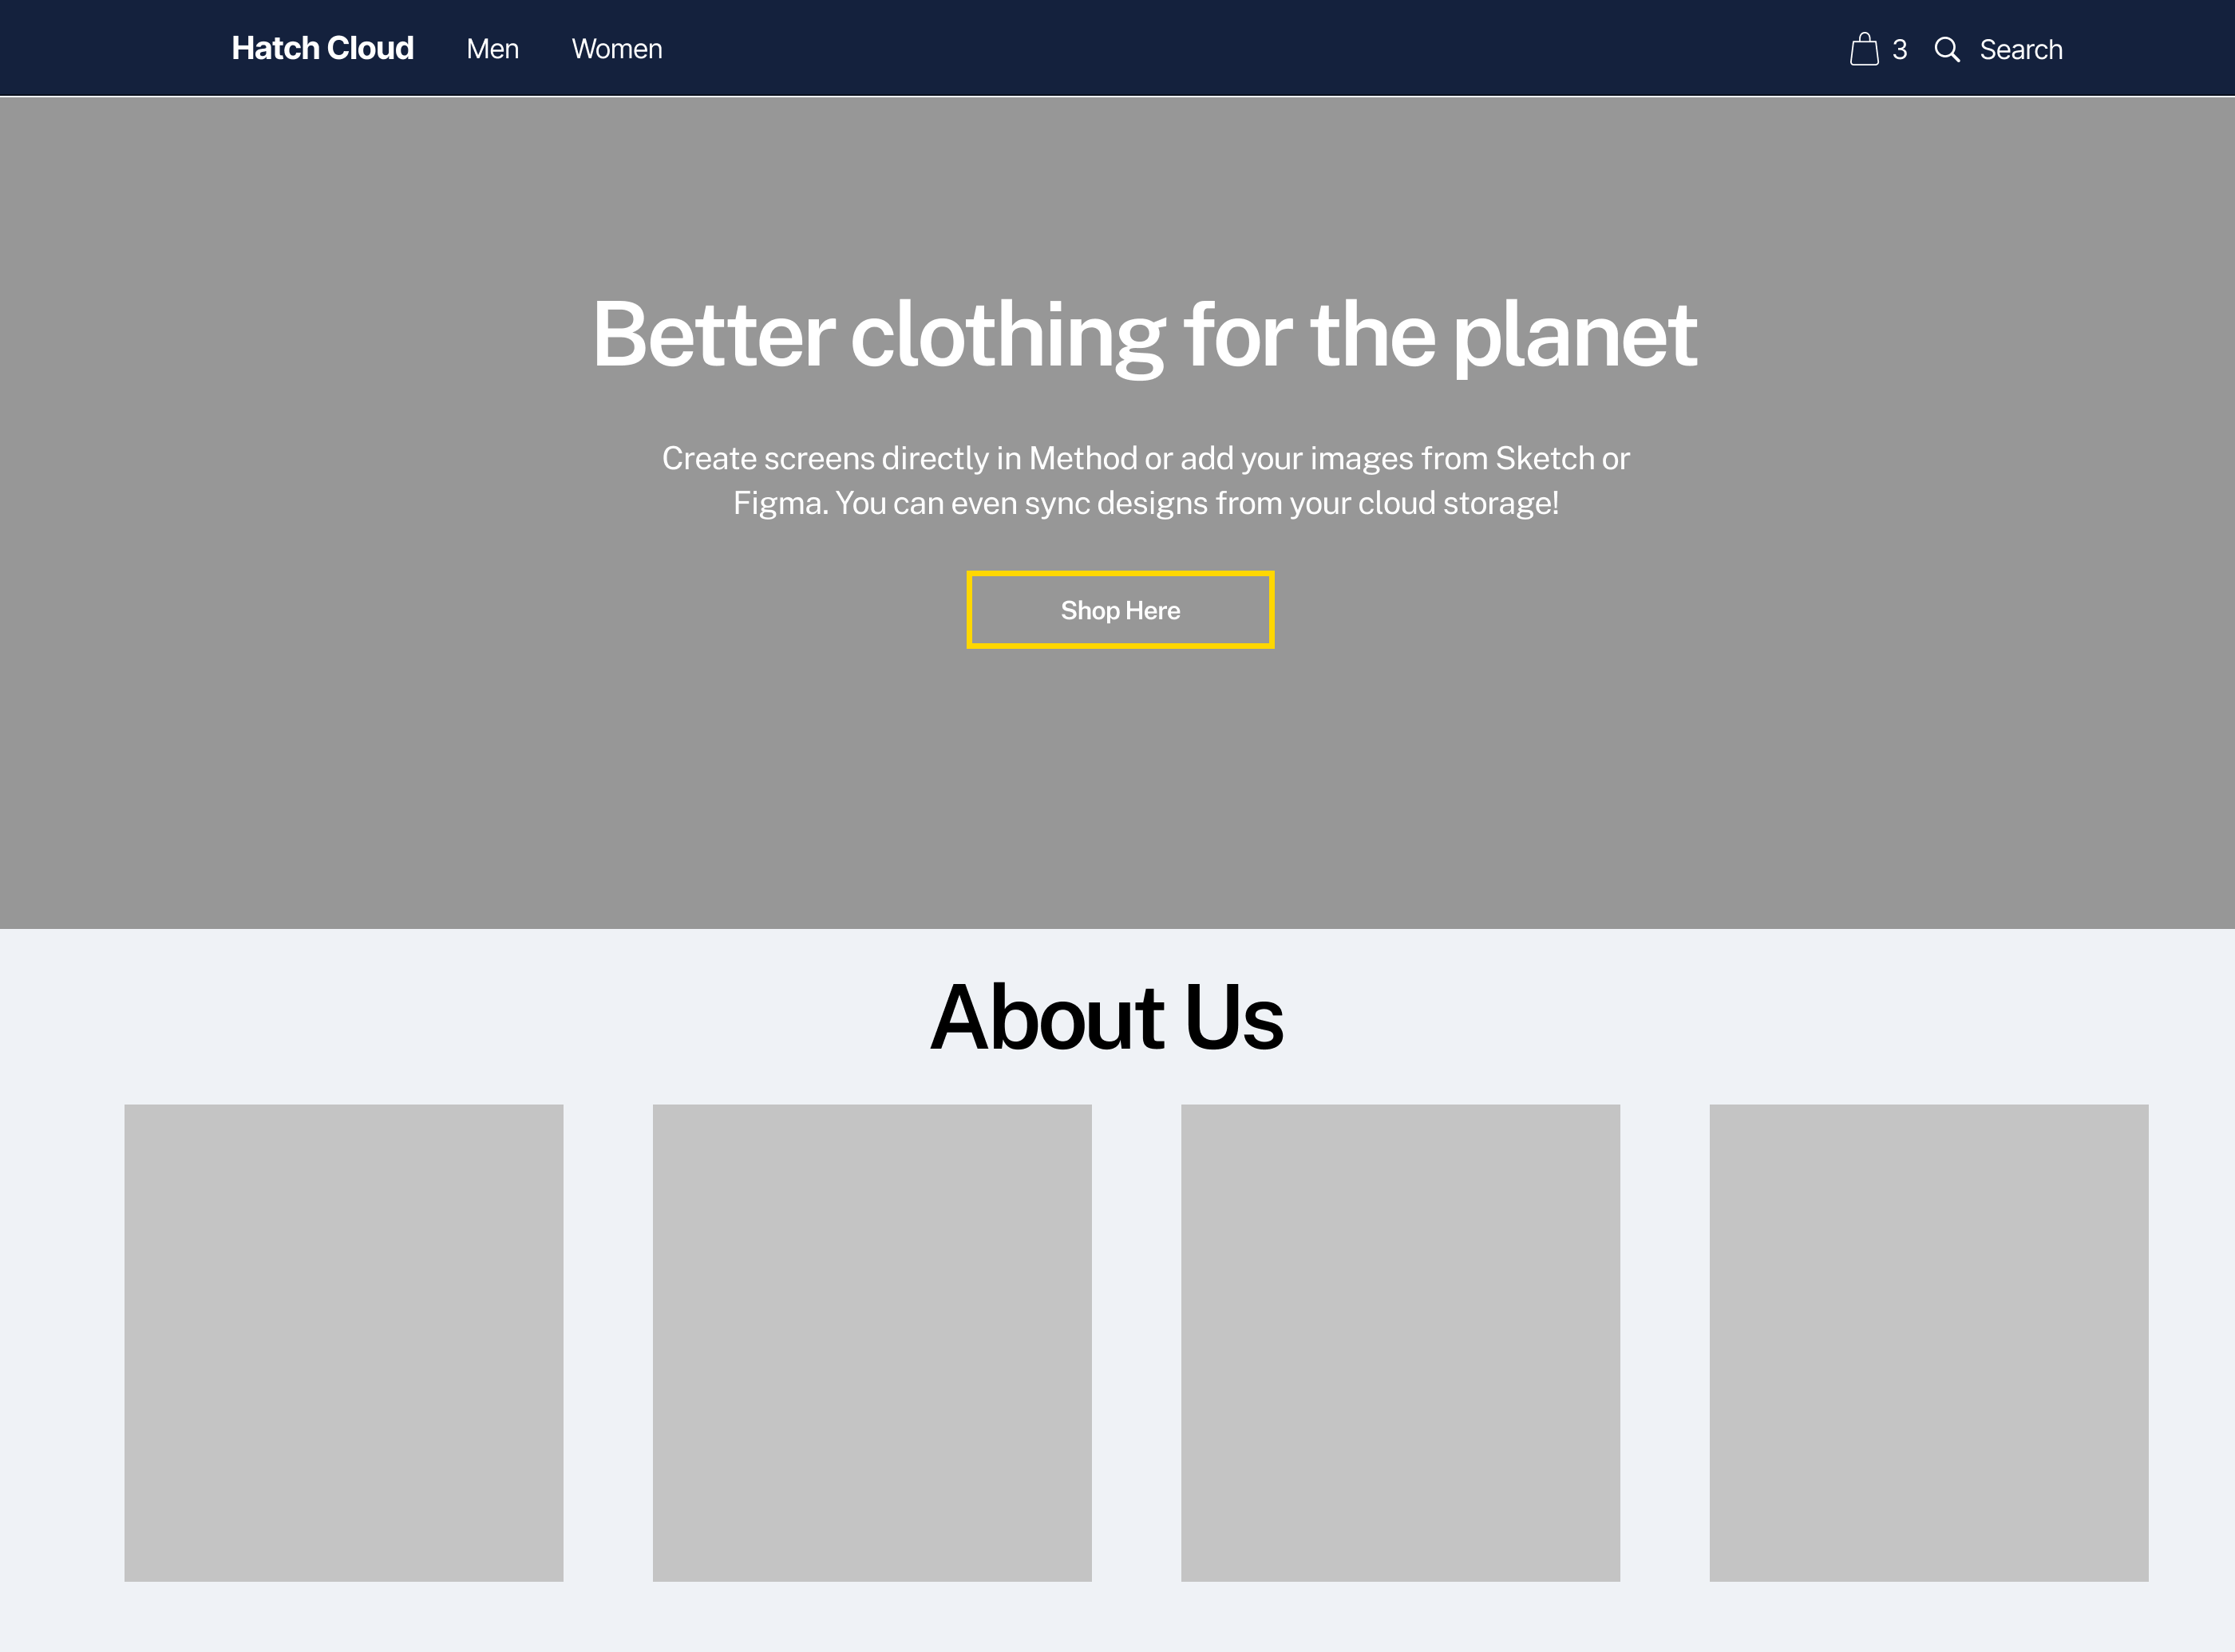 Hatch Cloud Men Women 3 Search
Better clothing for the planet
Create screens directly in Method or add your images from Sketch or
Figma. You can even sync designs from your cloud storage!
Shop Here
About Us